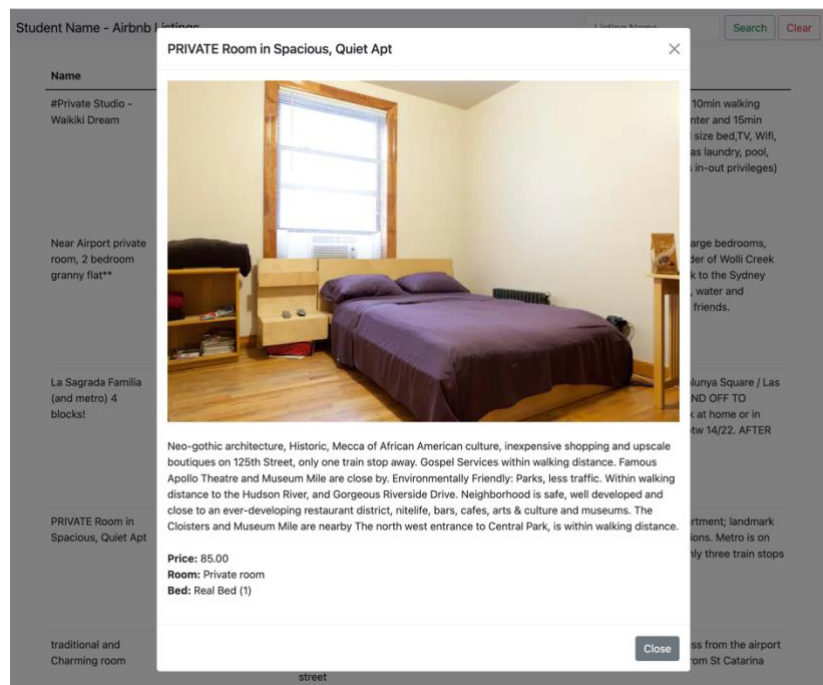 Student Name - Airbnb Listings
Listing Name
Search
Clear
PRIVATE Room in Spacious, Quiet Apt
Name
#Private Studio -
Waikiki Dream
10min walking
nter and 15min
size bed,TV, Wifi,
as laundry, pool,
in-out privileges)
Near Airport private
room, 2 bedroom
granny flat**
arge bedrooms,
der of Wolli Creek
k to the Sydney
, water and
friends.
La Sagrada Familia
(and metro) 4
blocks!
lunya Square / Las
ND OFF TO
k at home or in
tw 14/22. AFTER
Neo-gothic architecture, Historic, Mecca of African American culture, inexpensive shopping and upscale
boutiques on 125th Street, only one train stop away. Gospel Services within walking distance. Famous
Apollo Theatre and Museum Mile are close by. Environmentally Friendly: Parks, less traffic. Within walking
distance to the Hudson River, and Gorgeous Riverside Drive. Neighborhood is safe, well developed and
close to an ever-developing restaurant district, nitelife, bars, cafes, arts & culture and museums. The
Cloisters and Museum Mile are nearby The north west entrance to Central Park, is within walking distance.
PRIVATE Room in
Spacious, Quiet Apt
rtment; landmark
ions. Metro is on
nly three train stops
Price: 85.00
Room: Private room
Bed: Real Bed (1)
Close
traditional and
Charming room
ss from the airport
rom St Catarina
street